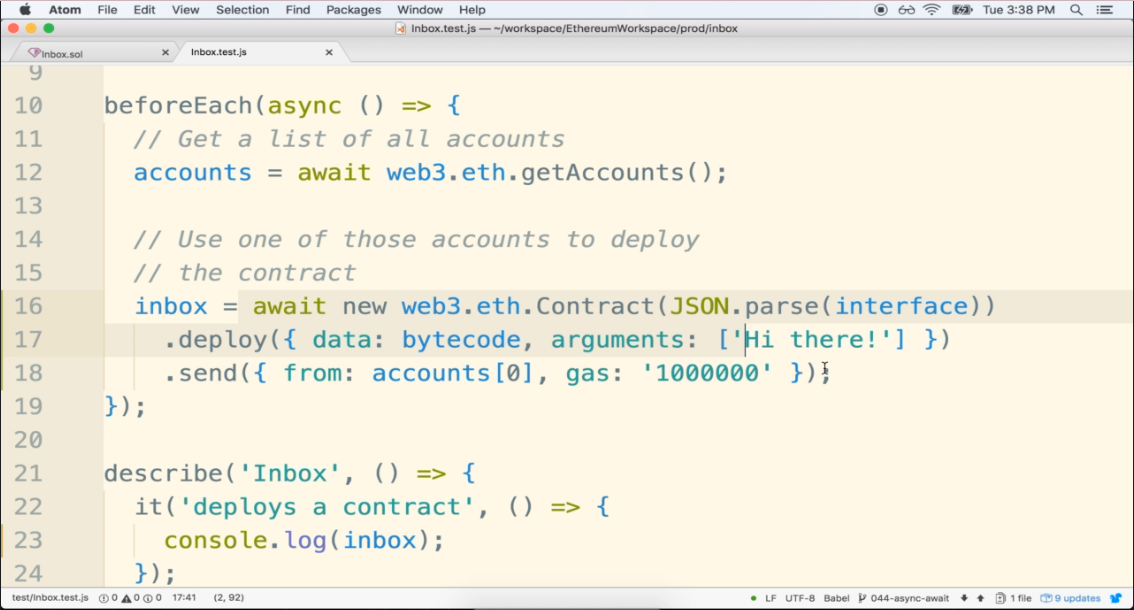 Atom File Edit View Selection Find Packages Window Help Tue 3:38 PM
Inbox.test.js — ~/workspace/EthereumWorkspace/prod/inbox
Inbox.sol × Inbox.test.js ×
9
10 beforeEach(async () => {
11 // Get a list of all accounts
12 accounts = await web3.eth.getAccounts();
13
14 // Use one of those accounts to deploy
15 // the contract
16 inbox = await new web3.eth.Contract(JSON.parse(interface))
17 .deploy({ data: bytecode, arguments: ['Hi there!'] })
18 .send({ from: accounts[0], gas: '1000000' });
19 });
20
21 describe('Inbox', () => {
22 it('deploys a contract', () => {
23 console.log(inbox);
24 });
test/Inbox.test.js 0 0 0 17:41 (2, 92) LF UTF-8 Babel 044-async-await 1 file 9 updates